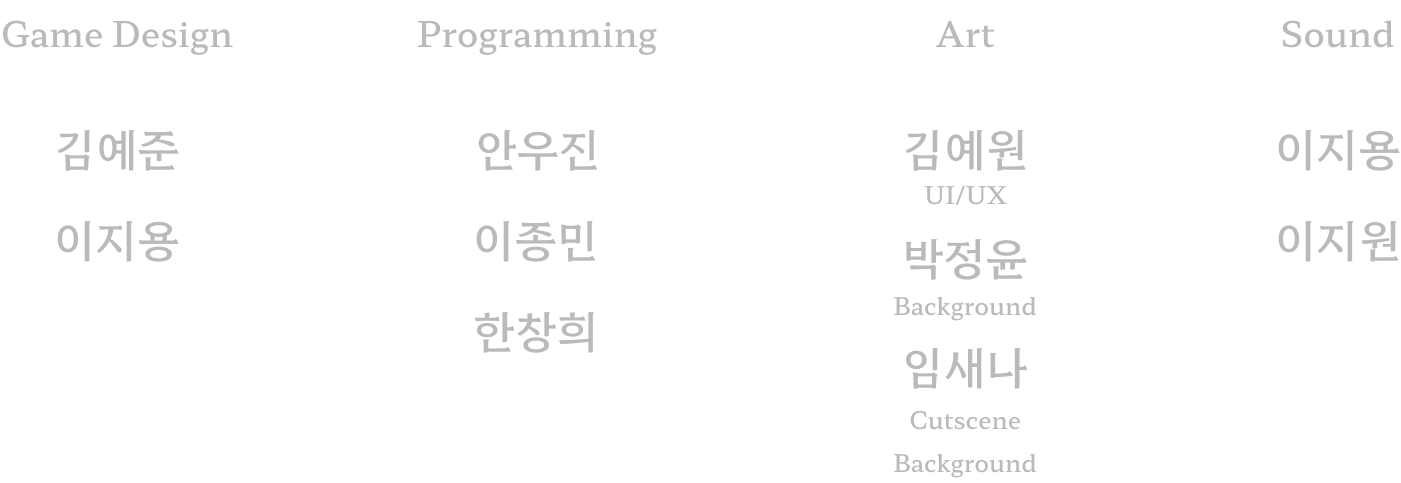 Game Design
김예준
이지용
Programming
안우진
이종민
한창희
Art
김예원
UI/UX
박정윤
Background
임새나
Cutscene
Background
Sound
이지용
이지원